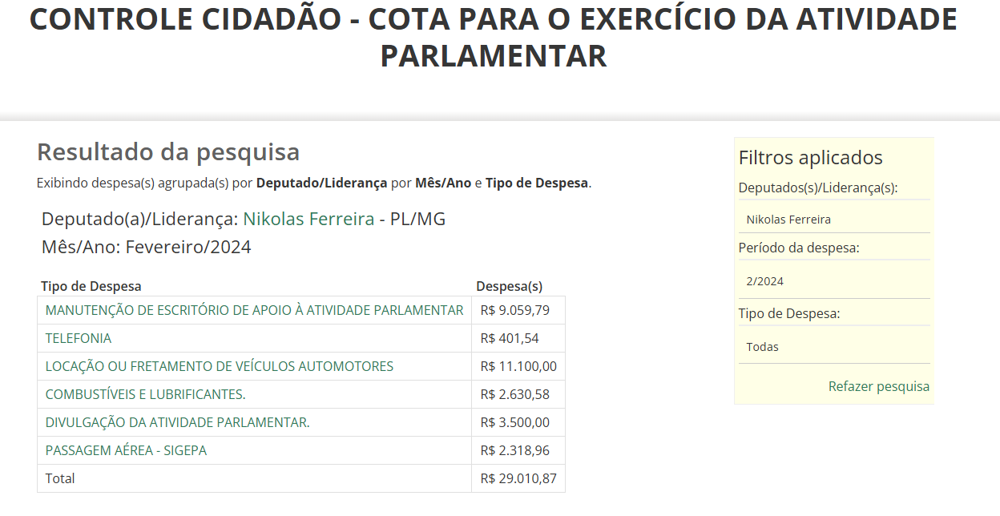 CONTROLE CIDADÃO - COTA PARA O EXERCÍCIO DA ATIVIDADE
PARLAMENTAR
Resultado da pesquisa
Exibindo despesa(s) agrupada(s) por Deputado/Liderança por Mês/Ano e Tipo de Despesa.
Deputado(a)/Liderança: Nikolas Ferreira - PL/MG
Mês/Ano: Fevereiro/2024
Tipo de Despesa Despesa(s)
MANUTENÇÃO DE ESCRITÓRIO DE APOIO À ATIVIDADE PARLAMENTAR R$ 9.059,79
TELEFONIA R$ 401,54
LOCAÇÃO OU FRETAMENTO DE VEÍCULOS AUTOMOTORES R$ 11.100,00
COMBUSTÍVEIS E LUBRIFICANTES. R$ 2.630,58
DIVULGAÇÃO DA ATIVIDADE PARLAMENTAR. R$ 3.500,00
PASSAGEM AÉREA - SIGEPA R$ 2.318,96
Total R$ 29.010,87
Filtros aplicados
Deputados(s)/Liderança(s):
Nikolas Ferreira
Período da despesa:
2/2024
Tipo de Despesa:
Todas
Refazer pesquisa